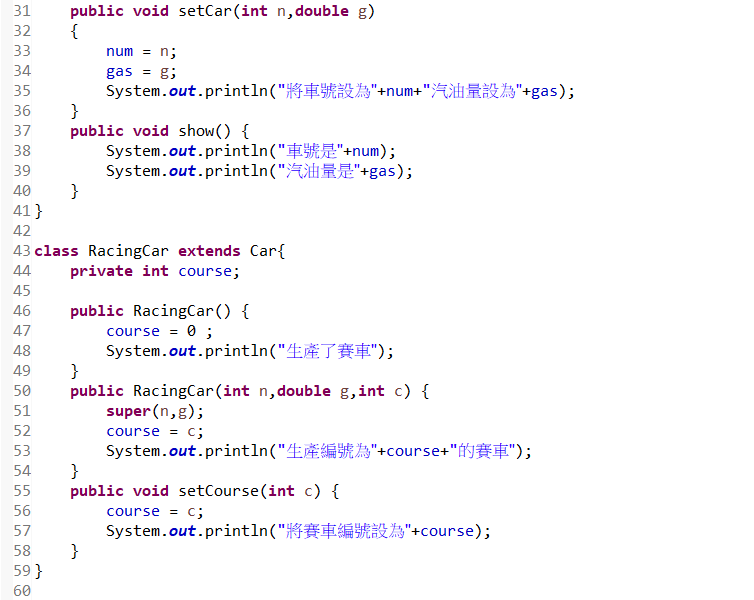 31    public void setCar(int n,double g)
32    {
33        num = n;
34        gas = g;
35        System.out.println("將車號設為"+num+"汽油量設為"+gas);
36    }
37    public void show() {
38        System.out.println("車號是"+num);
39        System.out.println("汽油量是"+gas);
40    }
41}
42
43class RacingCar extends Car{
44    private int course;
45
46    public RacingCar() {
47        course = 0 ;
48        System.out.println("生產了賽車");
49    }
50    public RacingCar(int n,double g,int c) {
51        super(n,g);
52        course = c;
53        System.out.println("生產編號為"+course+"的賽車");
54    }
55    public void setCourse(int c) {
56        course = c;
57        System.out.println("將賽車編號設為"+course);
58    }
59}
60